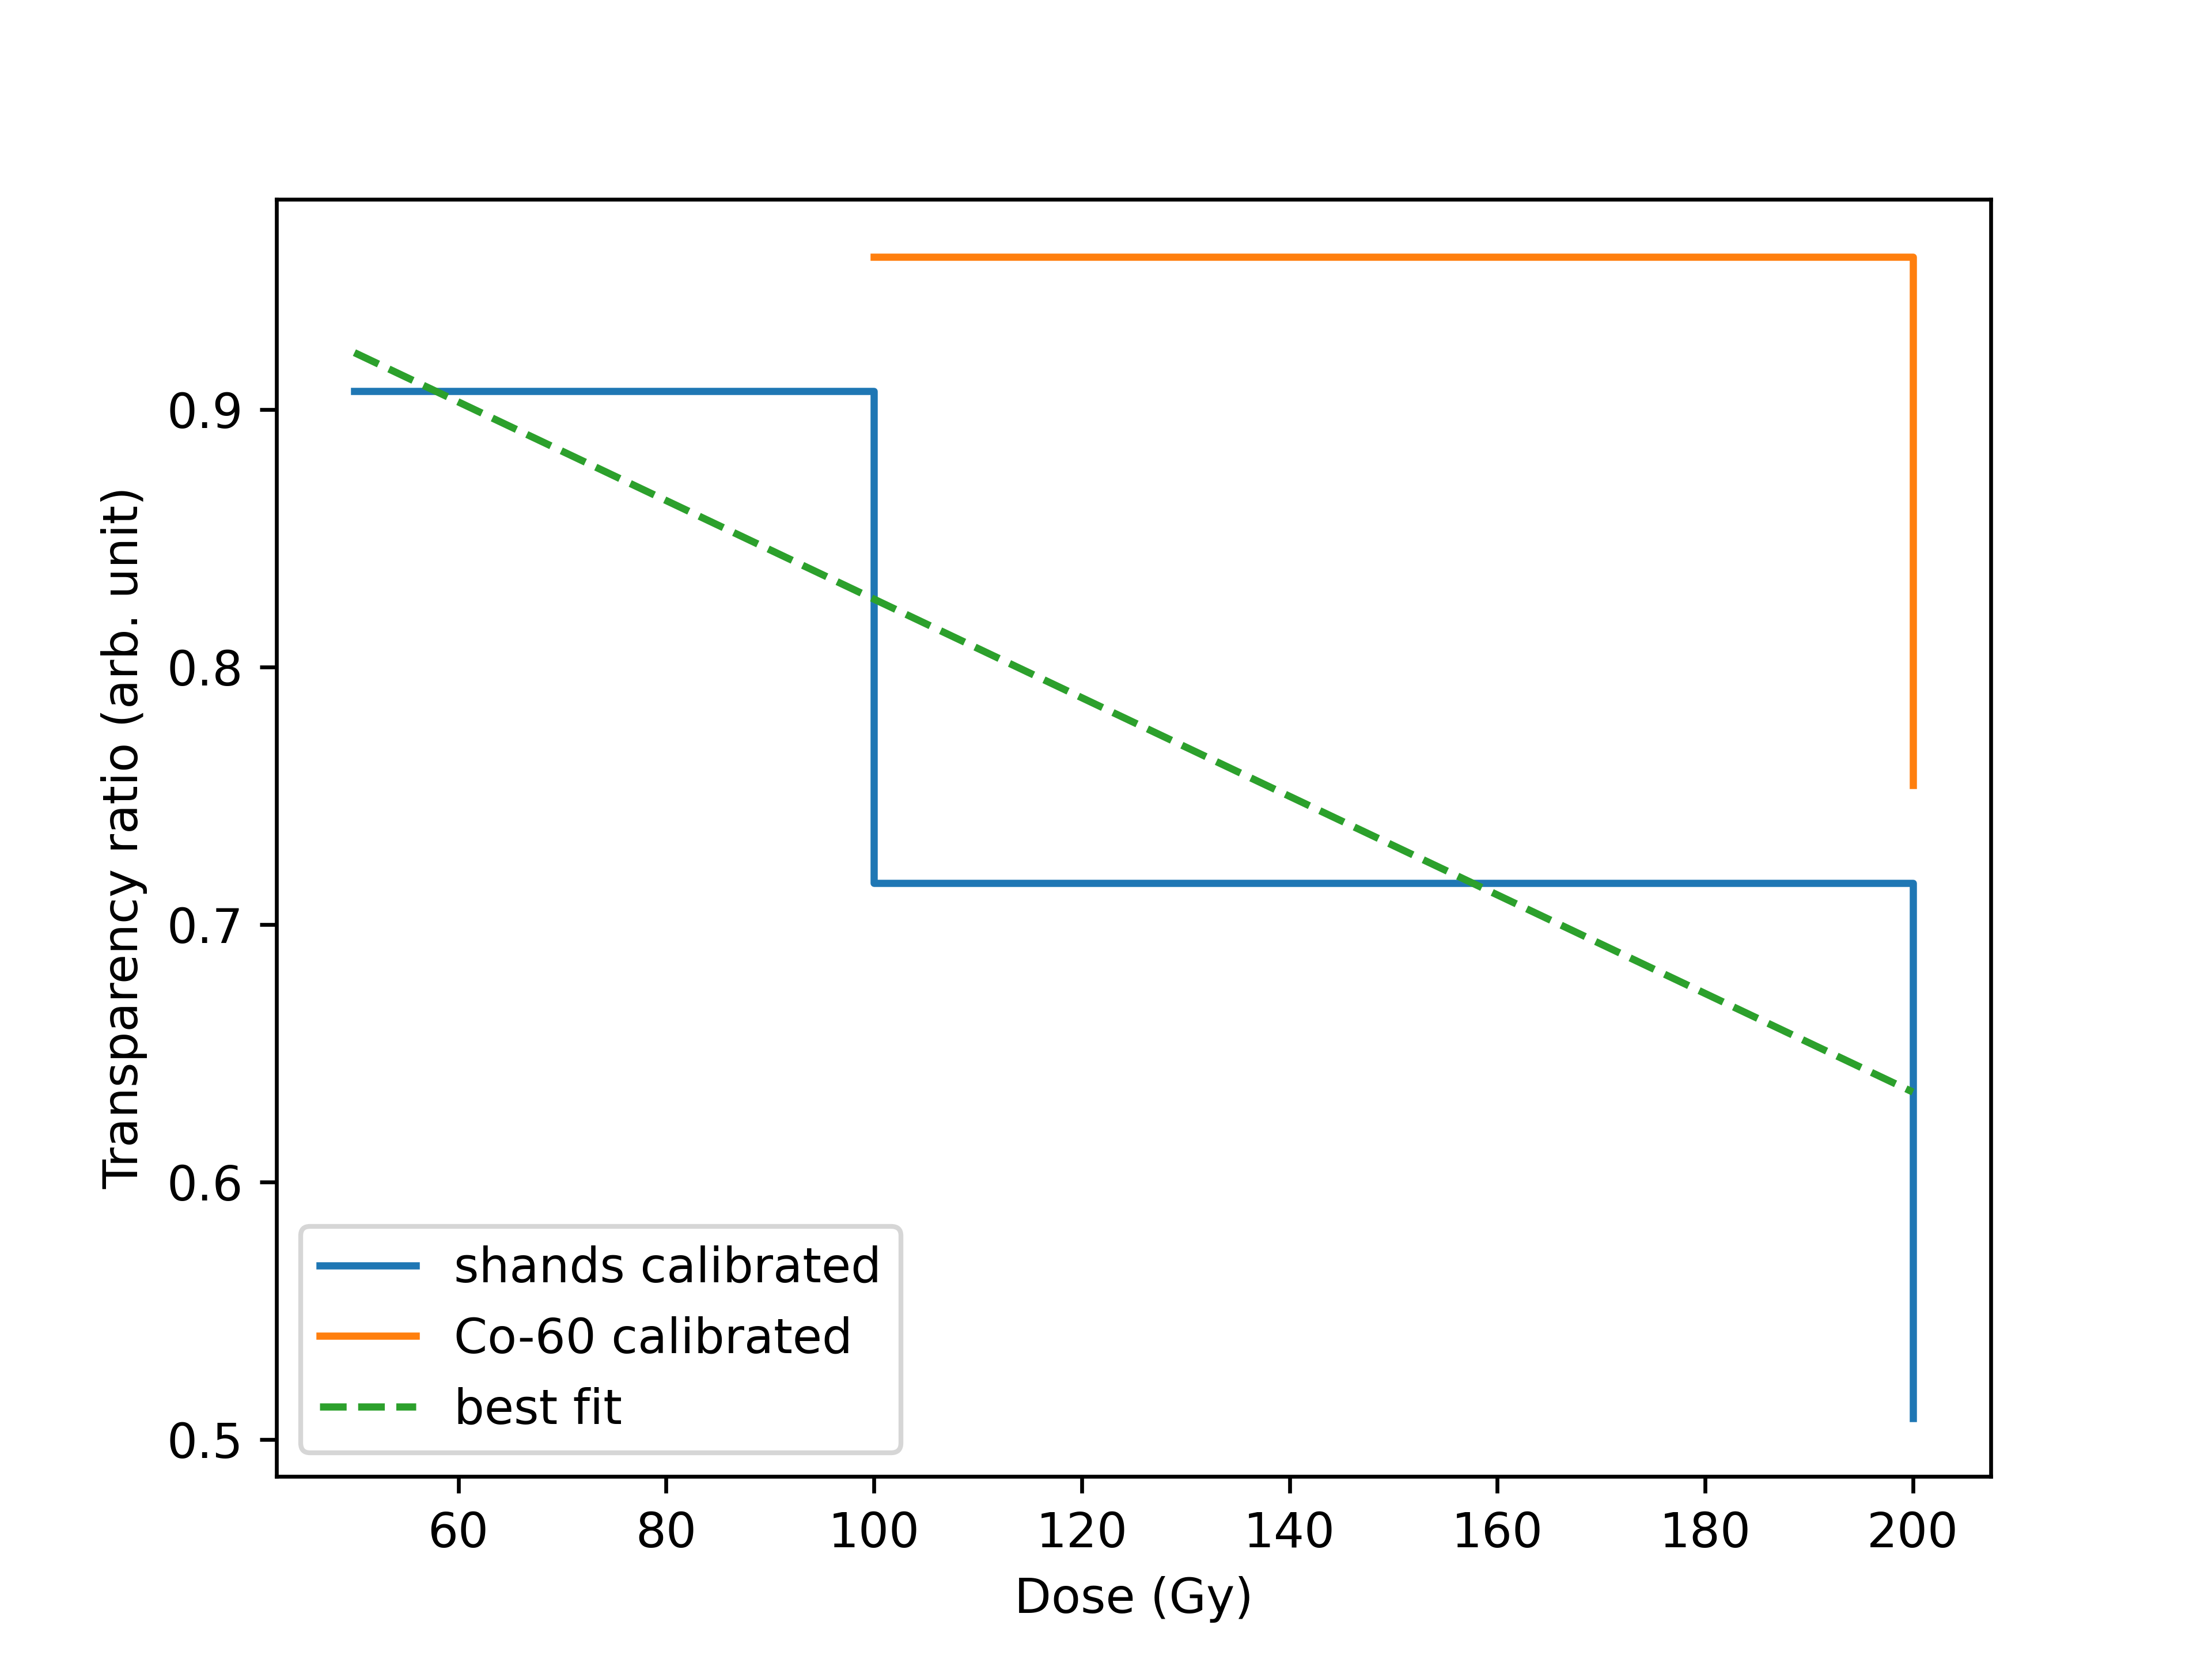 Transparency ratio (arb. unit)
0.9
0.8
0.7
0.6
0.5
shands calibrated
Co-60 calibrated
best fit
60 80 100 120 140 160 180 200
Dose (Gy)